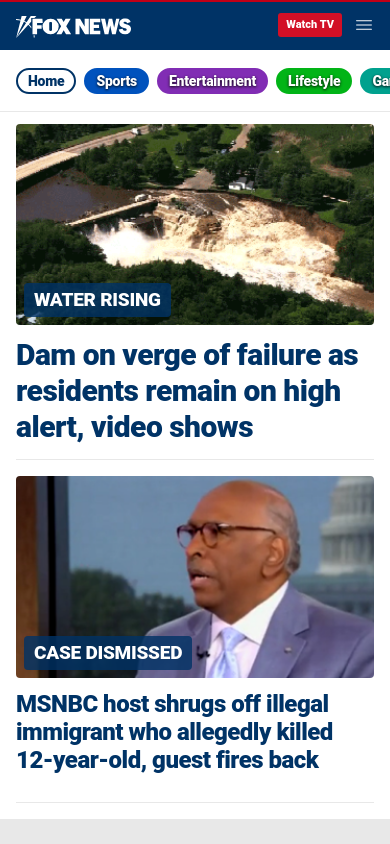 FOX NEWS
Watch TV
Home
Sports
Entertainment
Lifestyle
WATER RISING
Dam on verge of failure as
residents remain on high
alert, video shows
CASE DISMISSED
MSNBC host shrugs off illegal
immigrant who allegedly killed
12-year-old, guest fires back